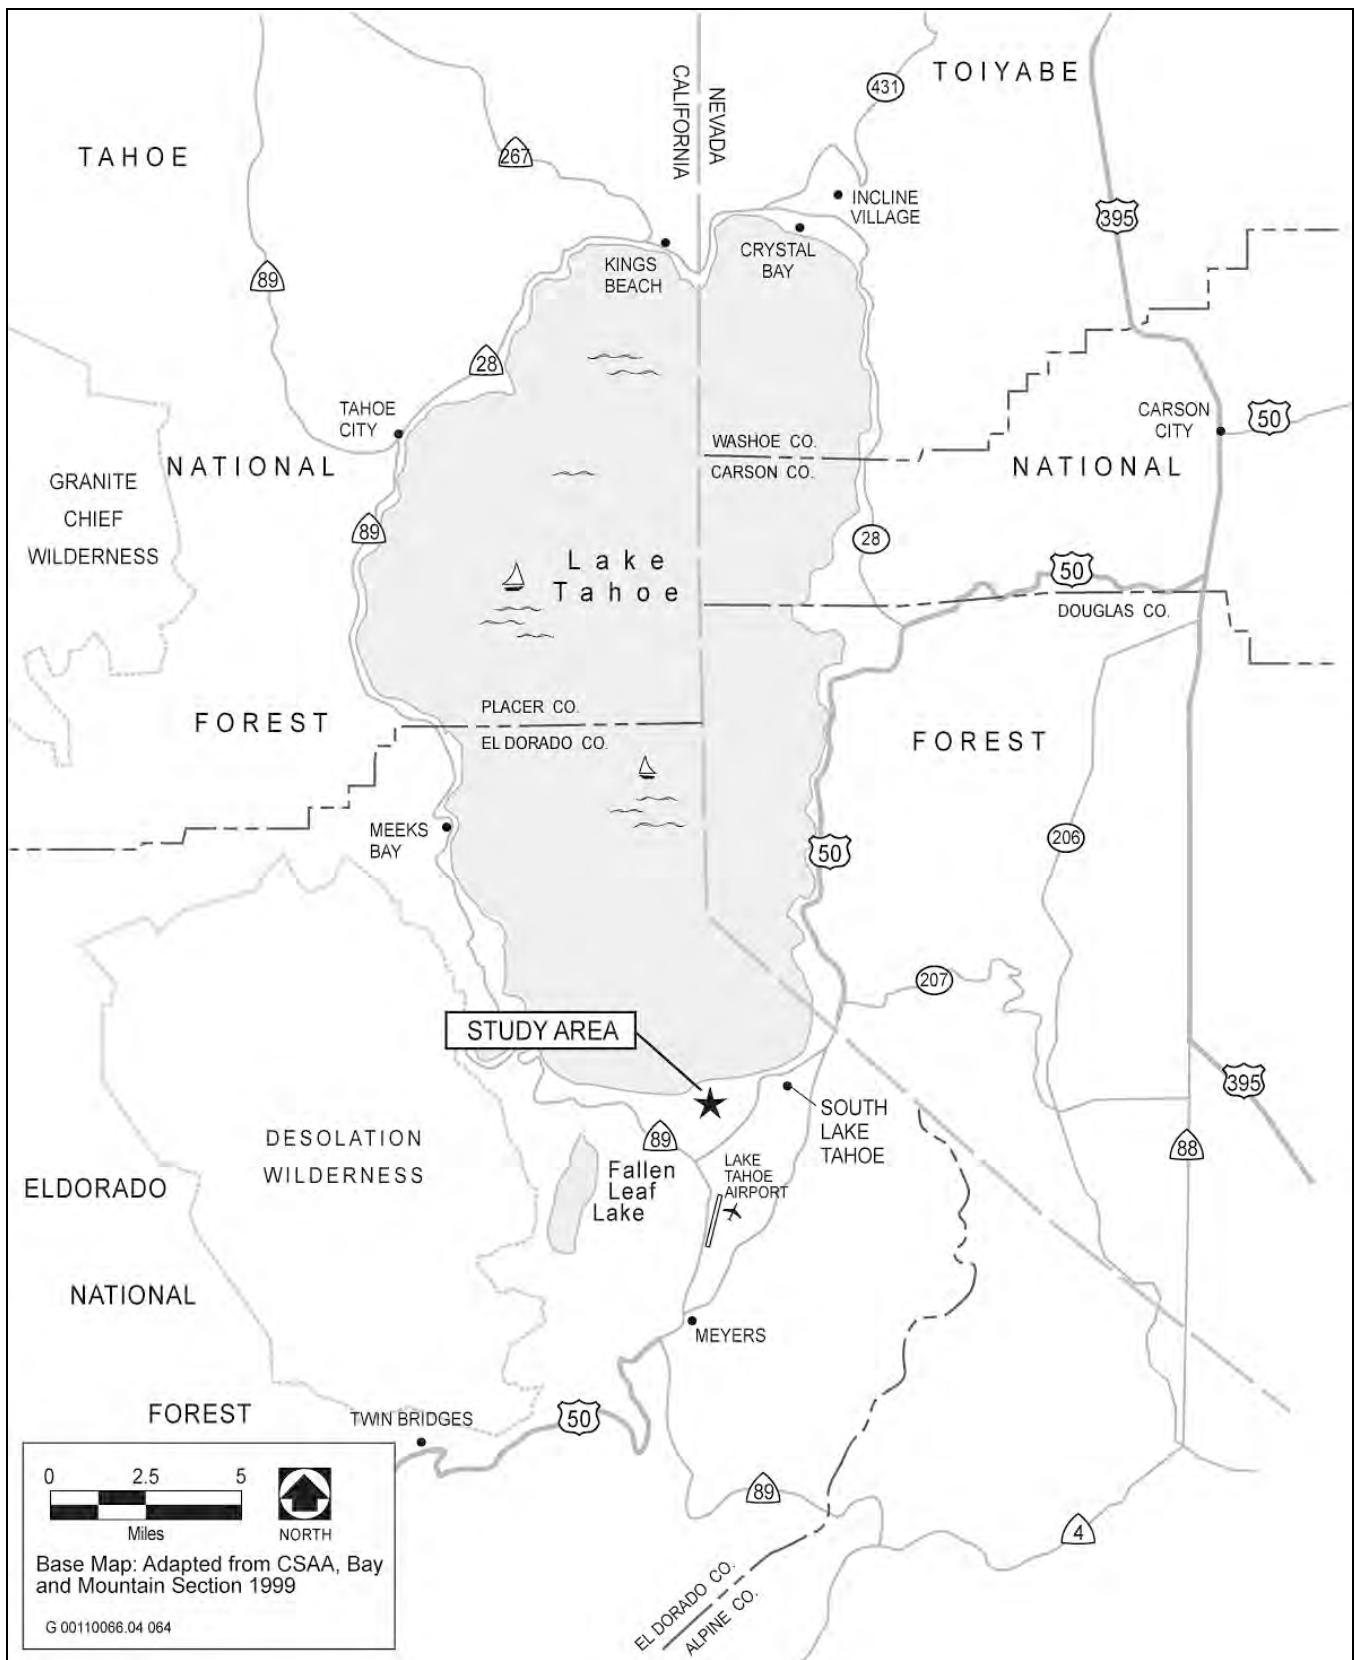 TOIYABE
CALIFORNIA
NEVADA
431
267
TAHOE
INCLINE
VILLAGE
395
CRYSTAL
BAY
KINGS
BEACH
89
28
TAHOE
CITY
CARSON
CITY
50
WASHOE CO.
CARSON CO.
NATIONAL
NATIONAL
GRANITE
CHIEF
WILDERNESS
89
28
Lake
Tahoe
50
DOUGLAS CO.
PLACER CO.
EL DORADO CO.
FOREST
FOREST
MEEKS
BAY
50
206
207
STUDY AREA
395
SOUTH
LAKE
TAHOE
89
88
DESOLATION
WILDERNESS
Fallen
Leaf
Lake
LAKE
TAHOE
AIRPORT
ELDORADO
NATIONAL
FOREST
MEYERS
TWIN BRIDGES
50
89
4
EL DORADO CO.
ALPINE CO.
0 2.5 5
Miles
NORTH
Base Map: Adapted from CSAA, Bay
and Mountain Section 1999
G 00110066.04 064